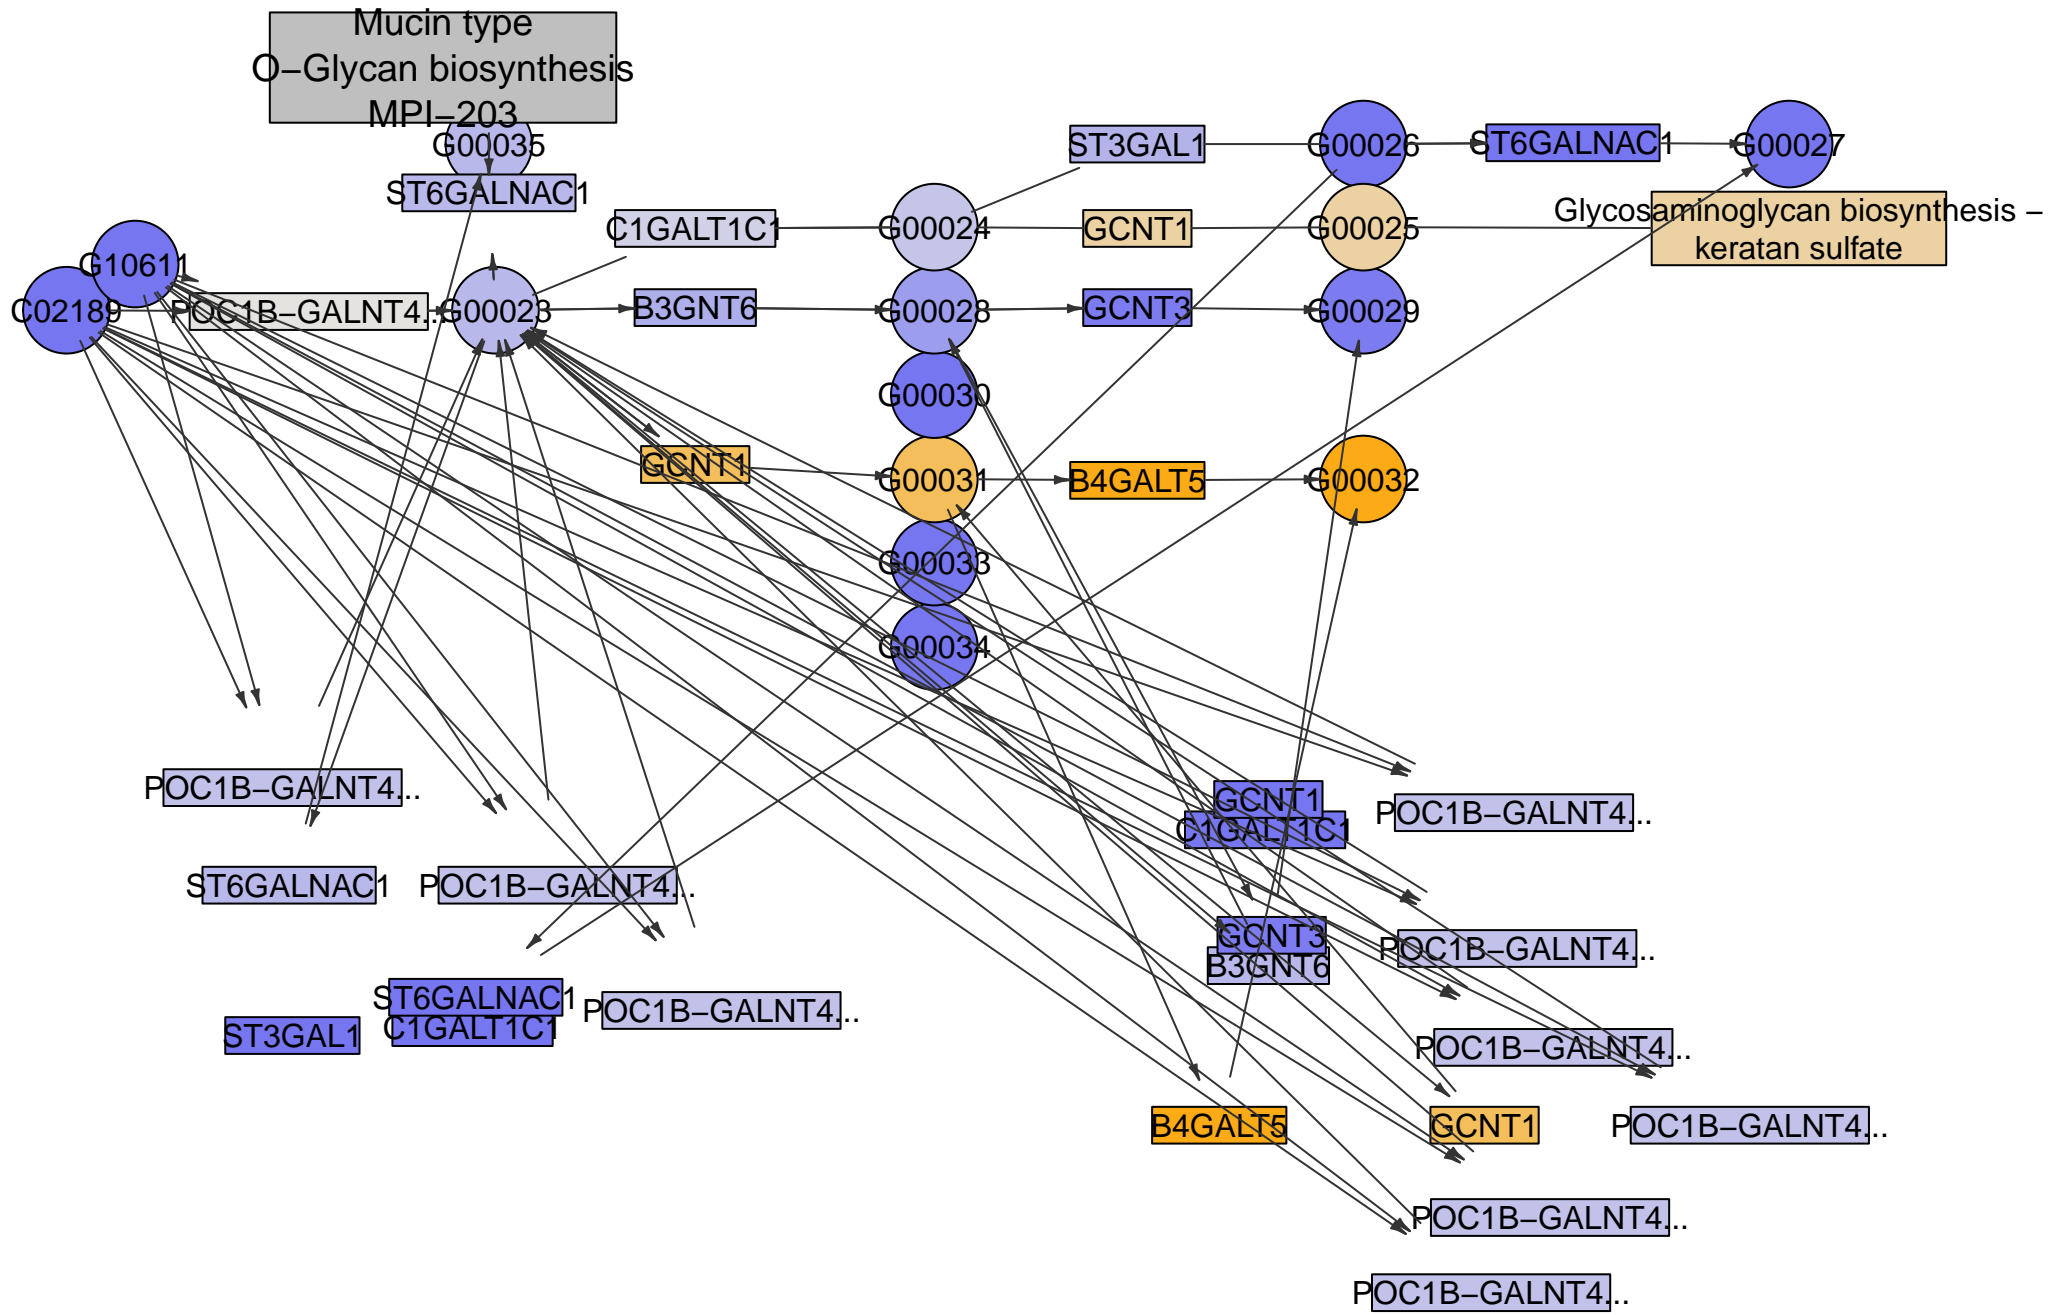 Mucin type
O−Glycan biosynthesis
MPI−203
G00035
ST3GAL1
G00026
ST6GALNAC1
G00027
ST6GALNAC1
C1GALT1C1
G00024
GCNT1
G00025
Glycosaminoglycan biosynthesis −
keratan sulfate
G10611
C02189
POC1B−GALNT4...
G00023
B3GNT6
G00028
GCNT3
G00029
G00030
GCNT1
G00031
B4GALT5
G00032
G00033
G00034
POC1B−GALNT4...
GCNT1
POC1B−GALNT4...
C1GALT1C1
ST6GALNAC1
POC1B−GALNT4...
GCNT3
POC1B−GALNT4...
B3GNT6
ST6GALNAC1
POC1B−GALNT4...
C1GALT1C1
ST3GAL1
POC1B−GALNT4...
B4GALT5
GCNT1
POC1B−GALNT4...
POC1B−GALNT4...
POC1B−GALNT4...